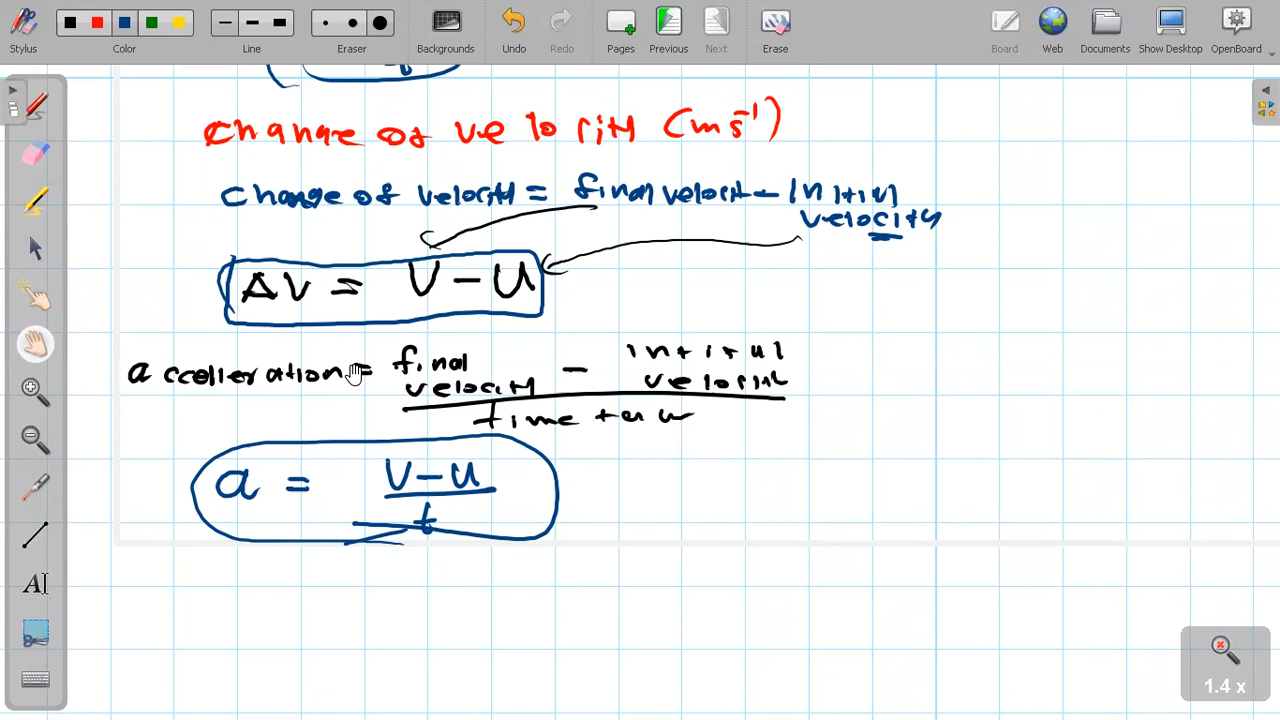 Stylus Color Line Eraser Backgrounds Undo Redo Pages Previous Next Erase Board Web Documents Show Desktop OpenBoard
Change of velocity (ms⁻¹)
Change of velocity = final velocity - Initial
velocity
ΔV = V - U
accelleration = final velocity - initial velocity
time
a = V - U
t
1.4 x